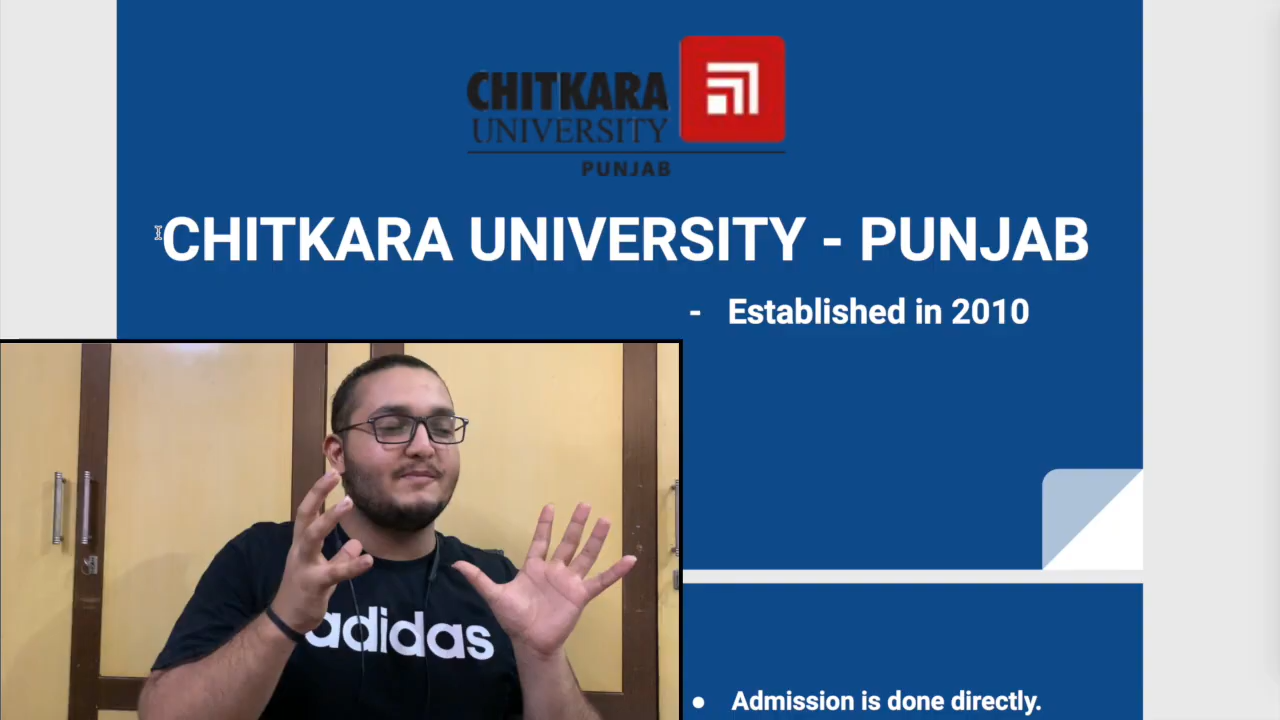 CHITKARA
UNIVERSITY
PUNJAB
CHITKARA UNIVERSITY - PUNJAB
- Established in 2010
adidas
● Admission is done directly.